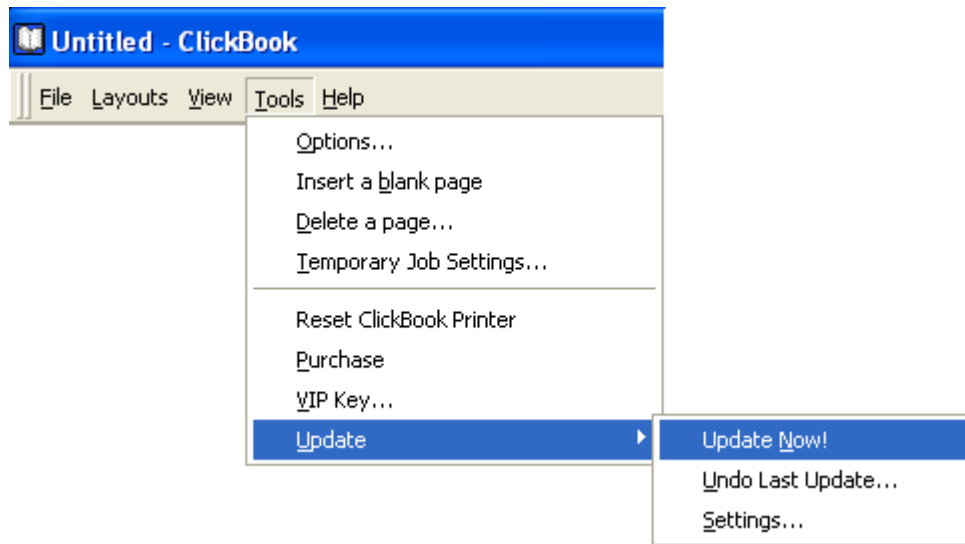 Untitled - ClickBook
File Layouts View Tools Help
Options...
Insert a blank page
Delete a page...
Temporary Job Settings...
Reset ClickBook Printer
Purchase
VIP Key...
Update
Update Now!
Undo Last Update...
Settings...